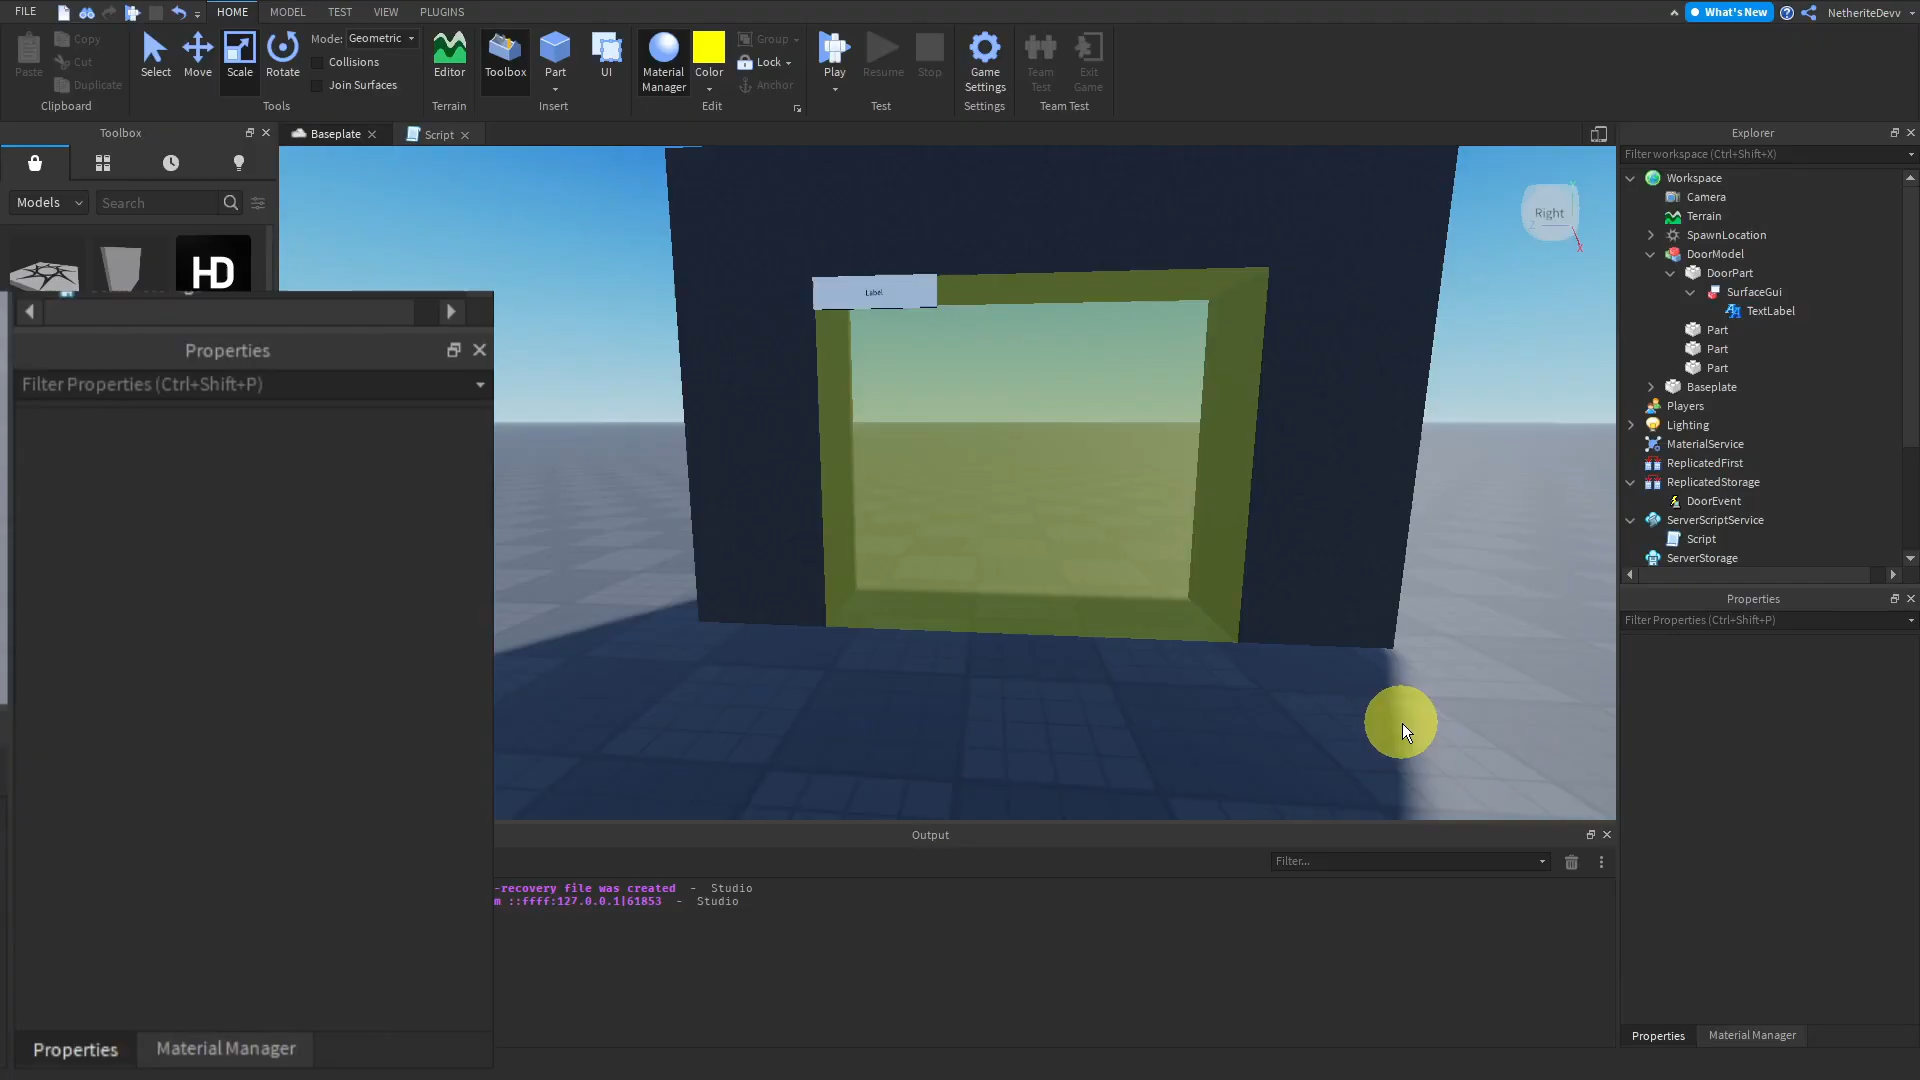 FILE
HOME
MODEL
TEST
VIEW
PLUGINS
What's New
NetheriteDevv
Paste
Copy
Cut
Duplicate
Clipboard
Select
Move
Scale
Rotate
Mode: Geometric
Collisions
Join Surfaces
Tools
Editor
Terrain
Toolbox
Part
UI
Insert
Material
Manager
Color
Group
Lock
Anchor
Edit
Play
Resume
Stop
Test
Game
Settings
Settings
Team
Test
Exit
Game
Team Test
Toolbox
Models
Search
HD
Baseplate
Script
Label
Right
Z
X
Explorer
Filter workspace (Ctrl+Shift+X)
Workspace
Camera
Terrain
SpawnLocation
DoorModel
DoorPart
SurfaceGui
TextLabel
Part
Part
Part
Baseplate
Players
Lighting
MaterialService
ReplicatedFirst
ReplicatedStorage
DoorEvent
ServerScriptService
Script
ServerStorage
Properties
Filter Properties (Ctrl+Shift+P)
Properties
Material Manager
Properties
Filter Properties (Ctrl+Shift+P)
Properties
Material Manager
Output
Filter...
-recovery file was created - Studio
m ::ffff:127.0.0.1|61853 - Studio